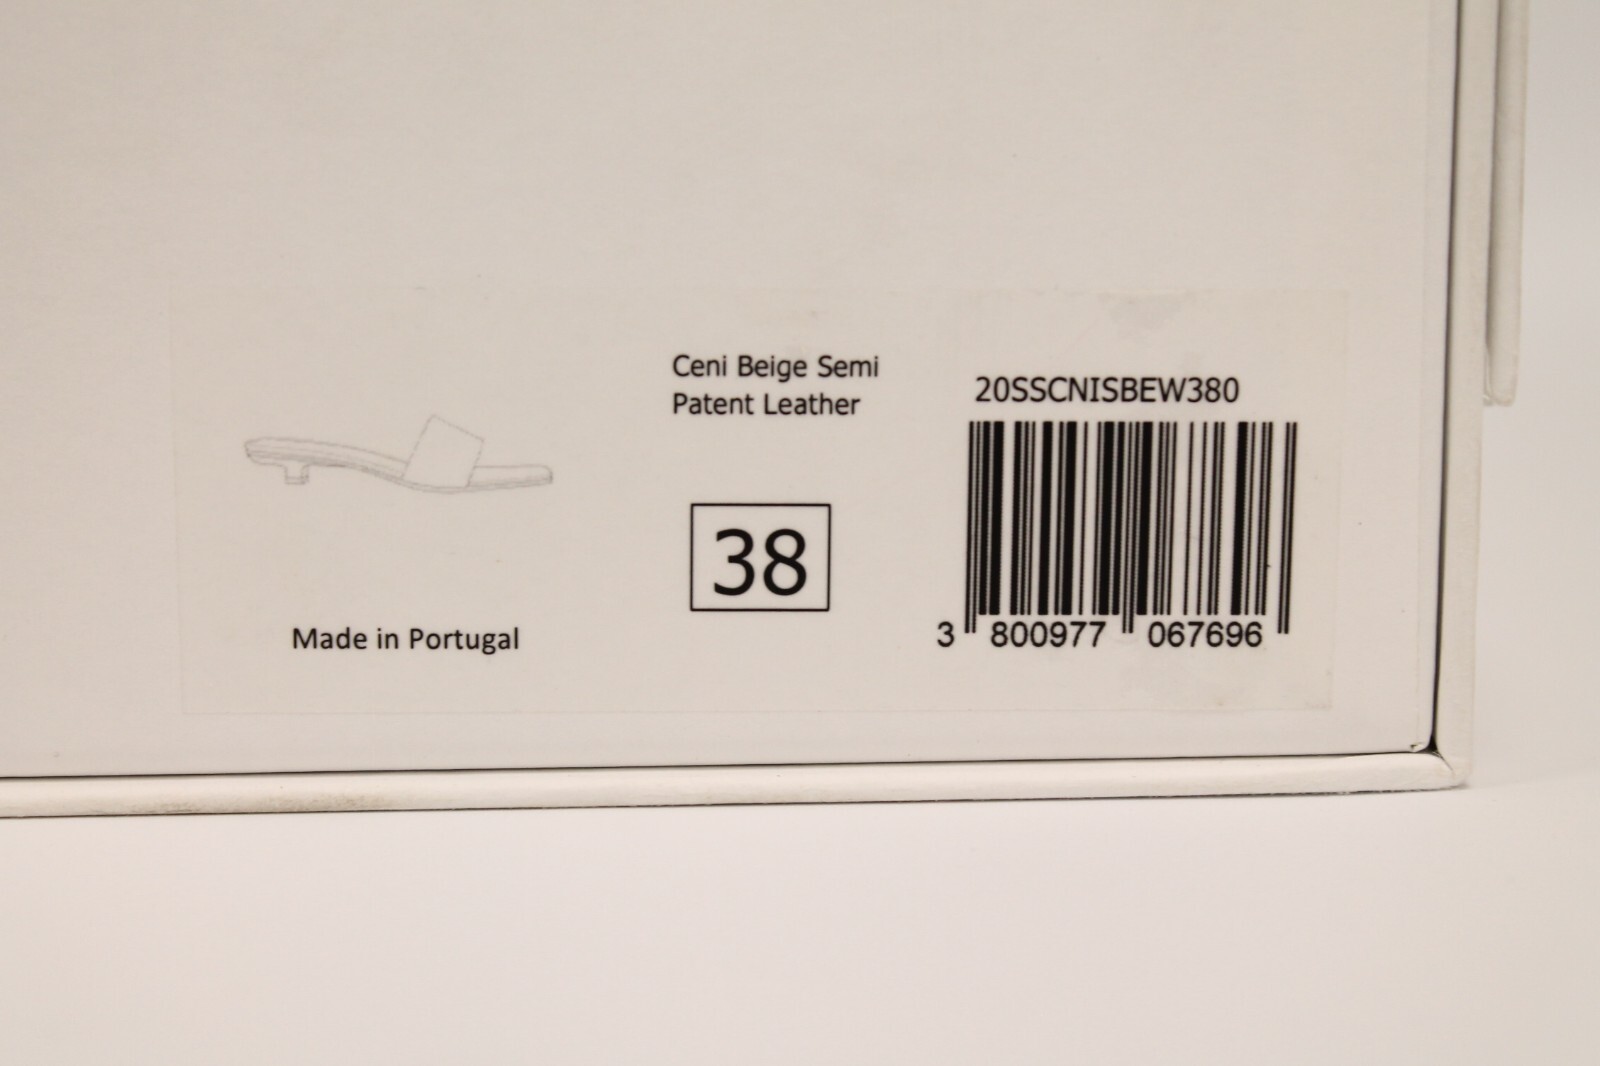 Ceni Beige Semi
Patent Leather
20SSCNISBEW380
38
Made in Portugal
3 800977 067696